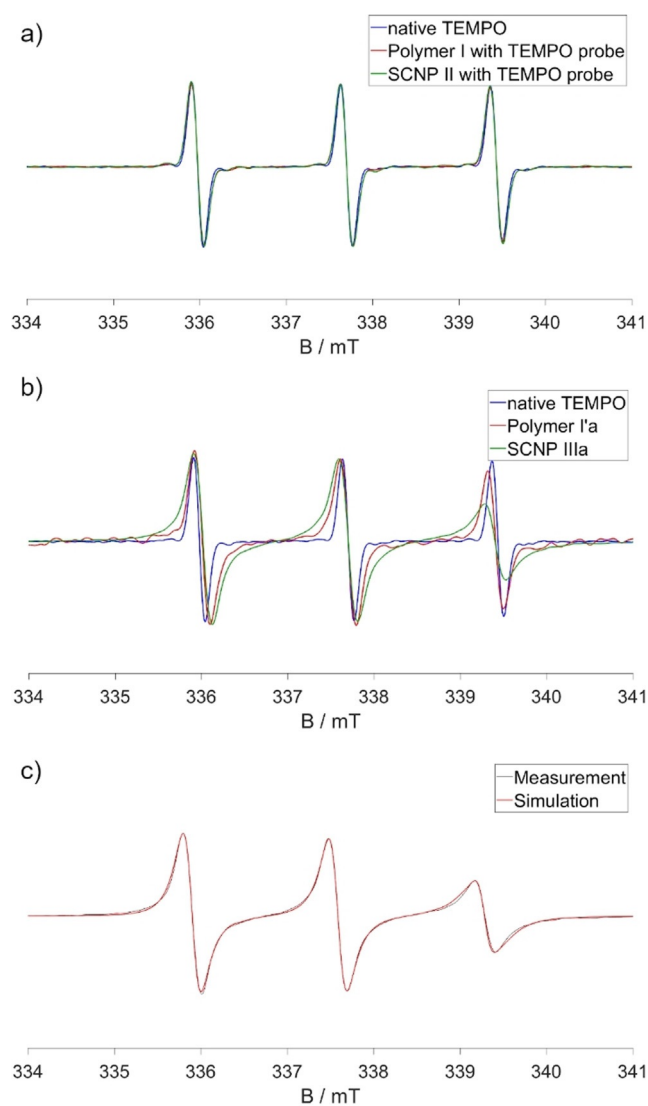 a)
native TEMPO
Polymer I with TEMPO probe
SCNP II with TEMPO probe
334 335 336 337 338 339 340 341
B / mT
b)
native TEMPO
Polymer I'a
SCNP IIIa
334 335 336 337 338 339 340 341
B / mT
c)
Measurement
Simulation
334 335 336 337 338 339 340 341
B / mT